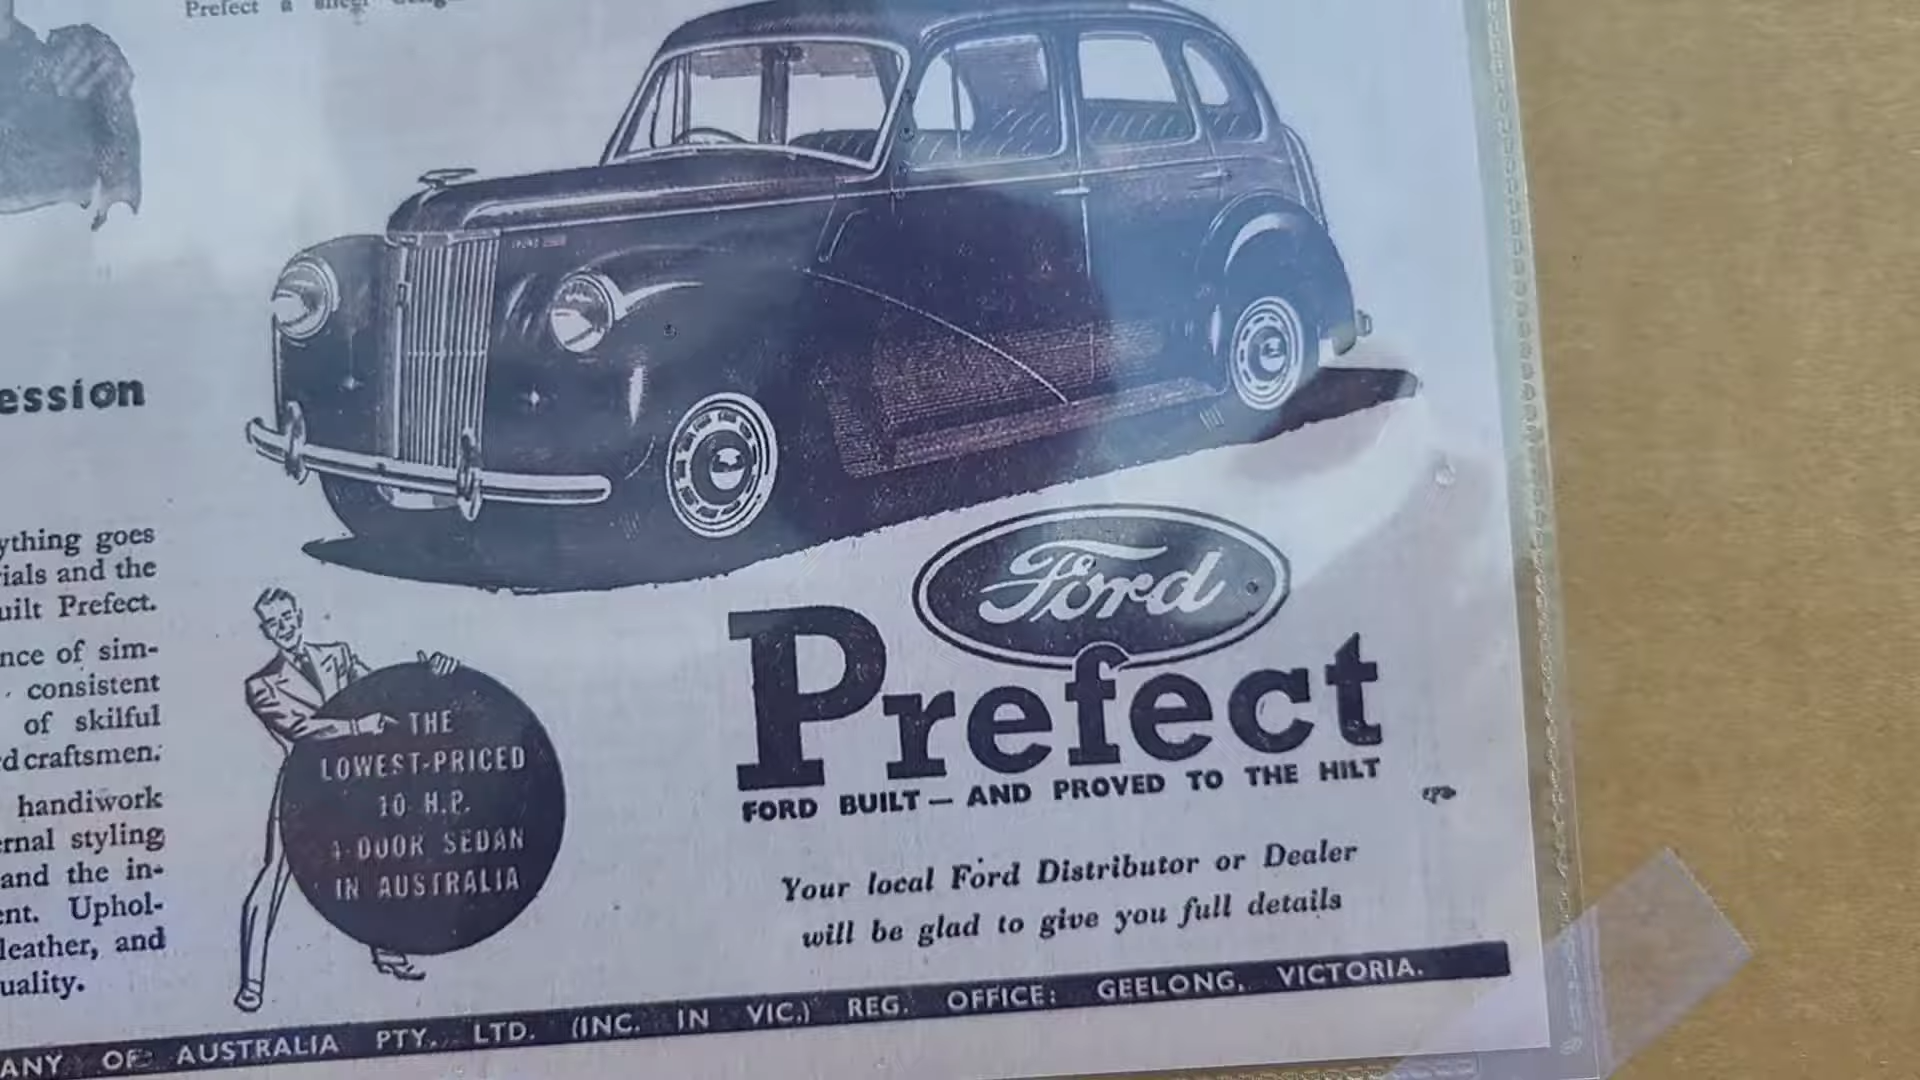 Prefect a
ession
ything goes
ials and the
uilt Prefect.
nce of sim-
. consistent
of skilful
d craftsmen.
handiwork
ernal styling
and the in-
ent. Uphol-
leather, and
uality.
THE
LOWEST-PRICED
10 H.P.
4-DOOR SEDAN
IN AUSTRALIA
Ford
Prefect
FORD BUILT — AND PROVED TO THE HILT
Your local Ford Distributor or Dealer
will be glad to give you full details
ANY OF AUSTRALIA PTY. LTD. (INC. IN VIC.) REG. OFFICE: GEELONG, VICTORIA.